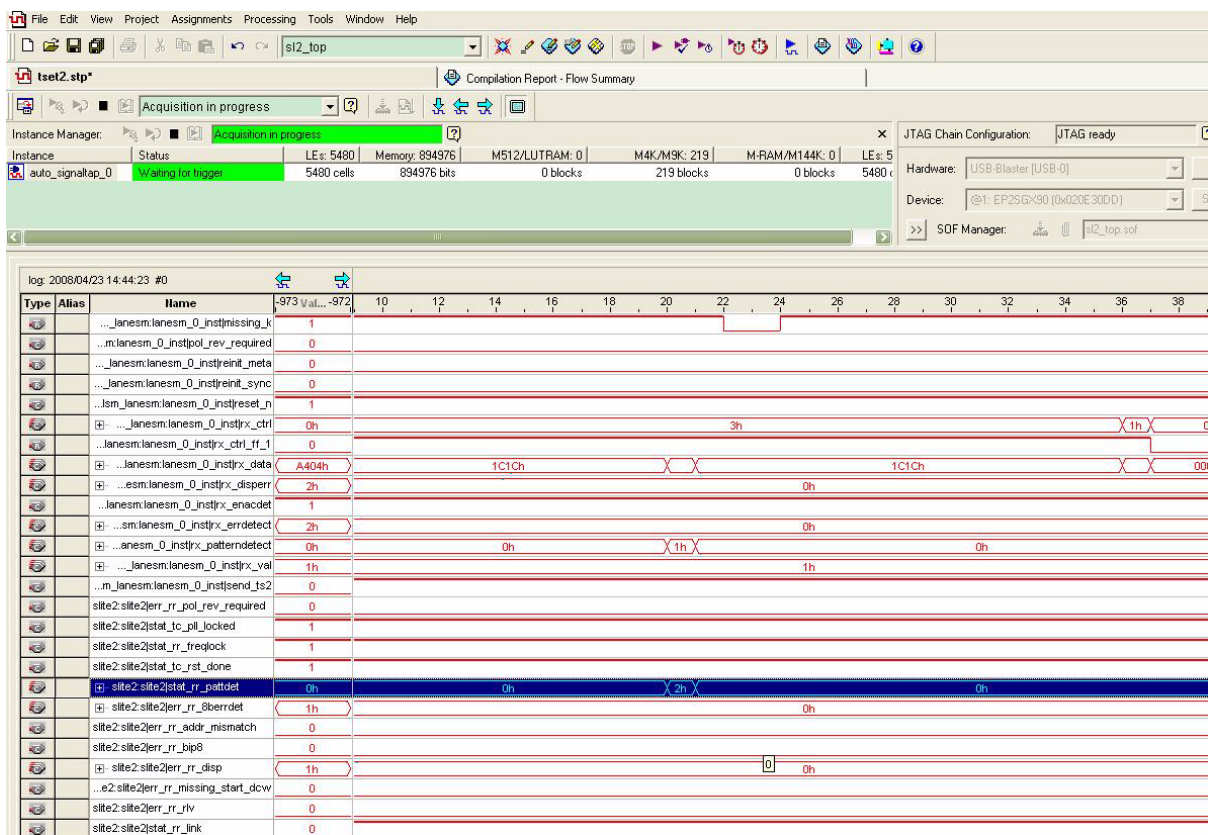 File Edit View Project Assignments Processing Tools Window Help
sl2_top
tset2.stp* Compilation Report - Flow Summary
Acquisition in progress
Instance Manager: Acquisition in progress JTAG Chain Configuration: JTAG ready
Instance Status LEs: 5480 Memory: 894976 M512/LUTRAM: 0 M4K/M9K: 219 M-RAM/M144K: 0 LEs: 5
auto_signaltap_0 Waiting for trigger 5480 cells 894976 bits 0 blocks 219 blocks 0 blocks 5480
Hardware: USB-Blaster [USB-0]
Device: @1: EP2SGX90 (0x020E30DD)
>> SOF Manager: sl2_top.sof
log: 2008/04/23 14:44:23 #0
Type Alias Name -973 Val... -972 10 12 14 16 18 20 22 24 26 28 30 32 34 36 38
..._lanesm:lanesm_0_inst|missing_k 1
...m:lanesm_0_inst|pol_rev_required 0
..._lanesm:lanesm_0_inst|reinit_meta 0
..._lanesm:lanesm_0_inst|reinit_sync 0
...lsm_lanesm:lanesm_0_inst|reset_n 1
..._lanesm:lanesm_0_inst|rx_ctrl 0h 3h 1h 0
...lanesm:lanesm_0_inst|rx_ctrl_ff_1 0
...lanesm:lanesm_0_inst|rx_data A404h 1C1Ch 1C1Ch 000
...esm:lanesm_0_inst|rx_disperr 2h 0h
...lanesm:lanesm_0_inst|rx_enacdet 1
...sm:lanesm_0_inst|rx_errdetect 2h 0h
...anesm_0_inst|rx_patterndetect 0h 0h 1h 0h
..._lanesm:lanesm_0_inst|rx_val 1h 1h
...m_lanesm:lanesm_0_inst|send_ts2 0
slite2:slite2|err_rr_pol_rev_required 0
slite2:slite2|stat_tc_pll_locked 1
slite2:slite2|stat_rr_freqlock 1
slite2:slite2|stat_tc_rst_done 1
slite2:slite2|stat_rr_pattdet 0h 0h 2h 0h
slite2:slite2|err_rr_8berrdet 1h 0h
slite2:slite2|err_rr_addr_mismatch 0
slite2:slite2|err_rr_bip8 0
slite2:slite2|err_rr_disp 1h 0 0h
...e2:slite2|err_rr_missing_start_dcw 0
slite2:slite2|err_rr_rlv 0
slite2:slite2|stat_rr_link 0